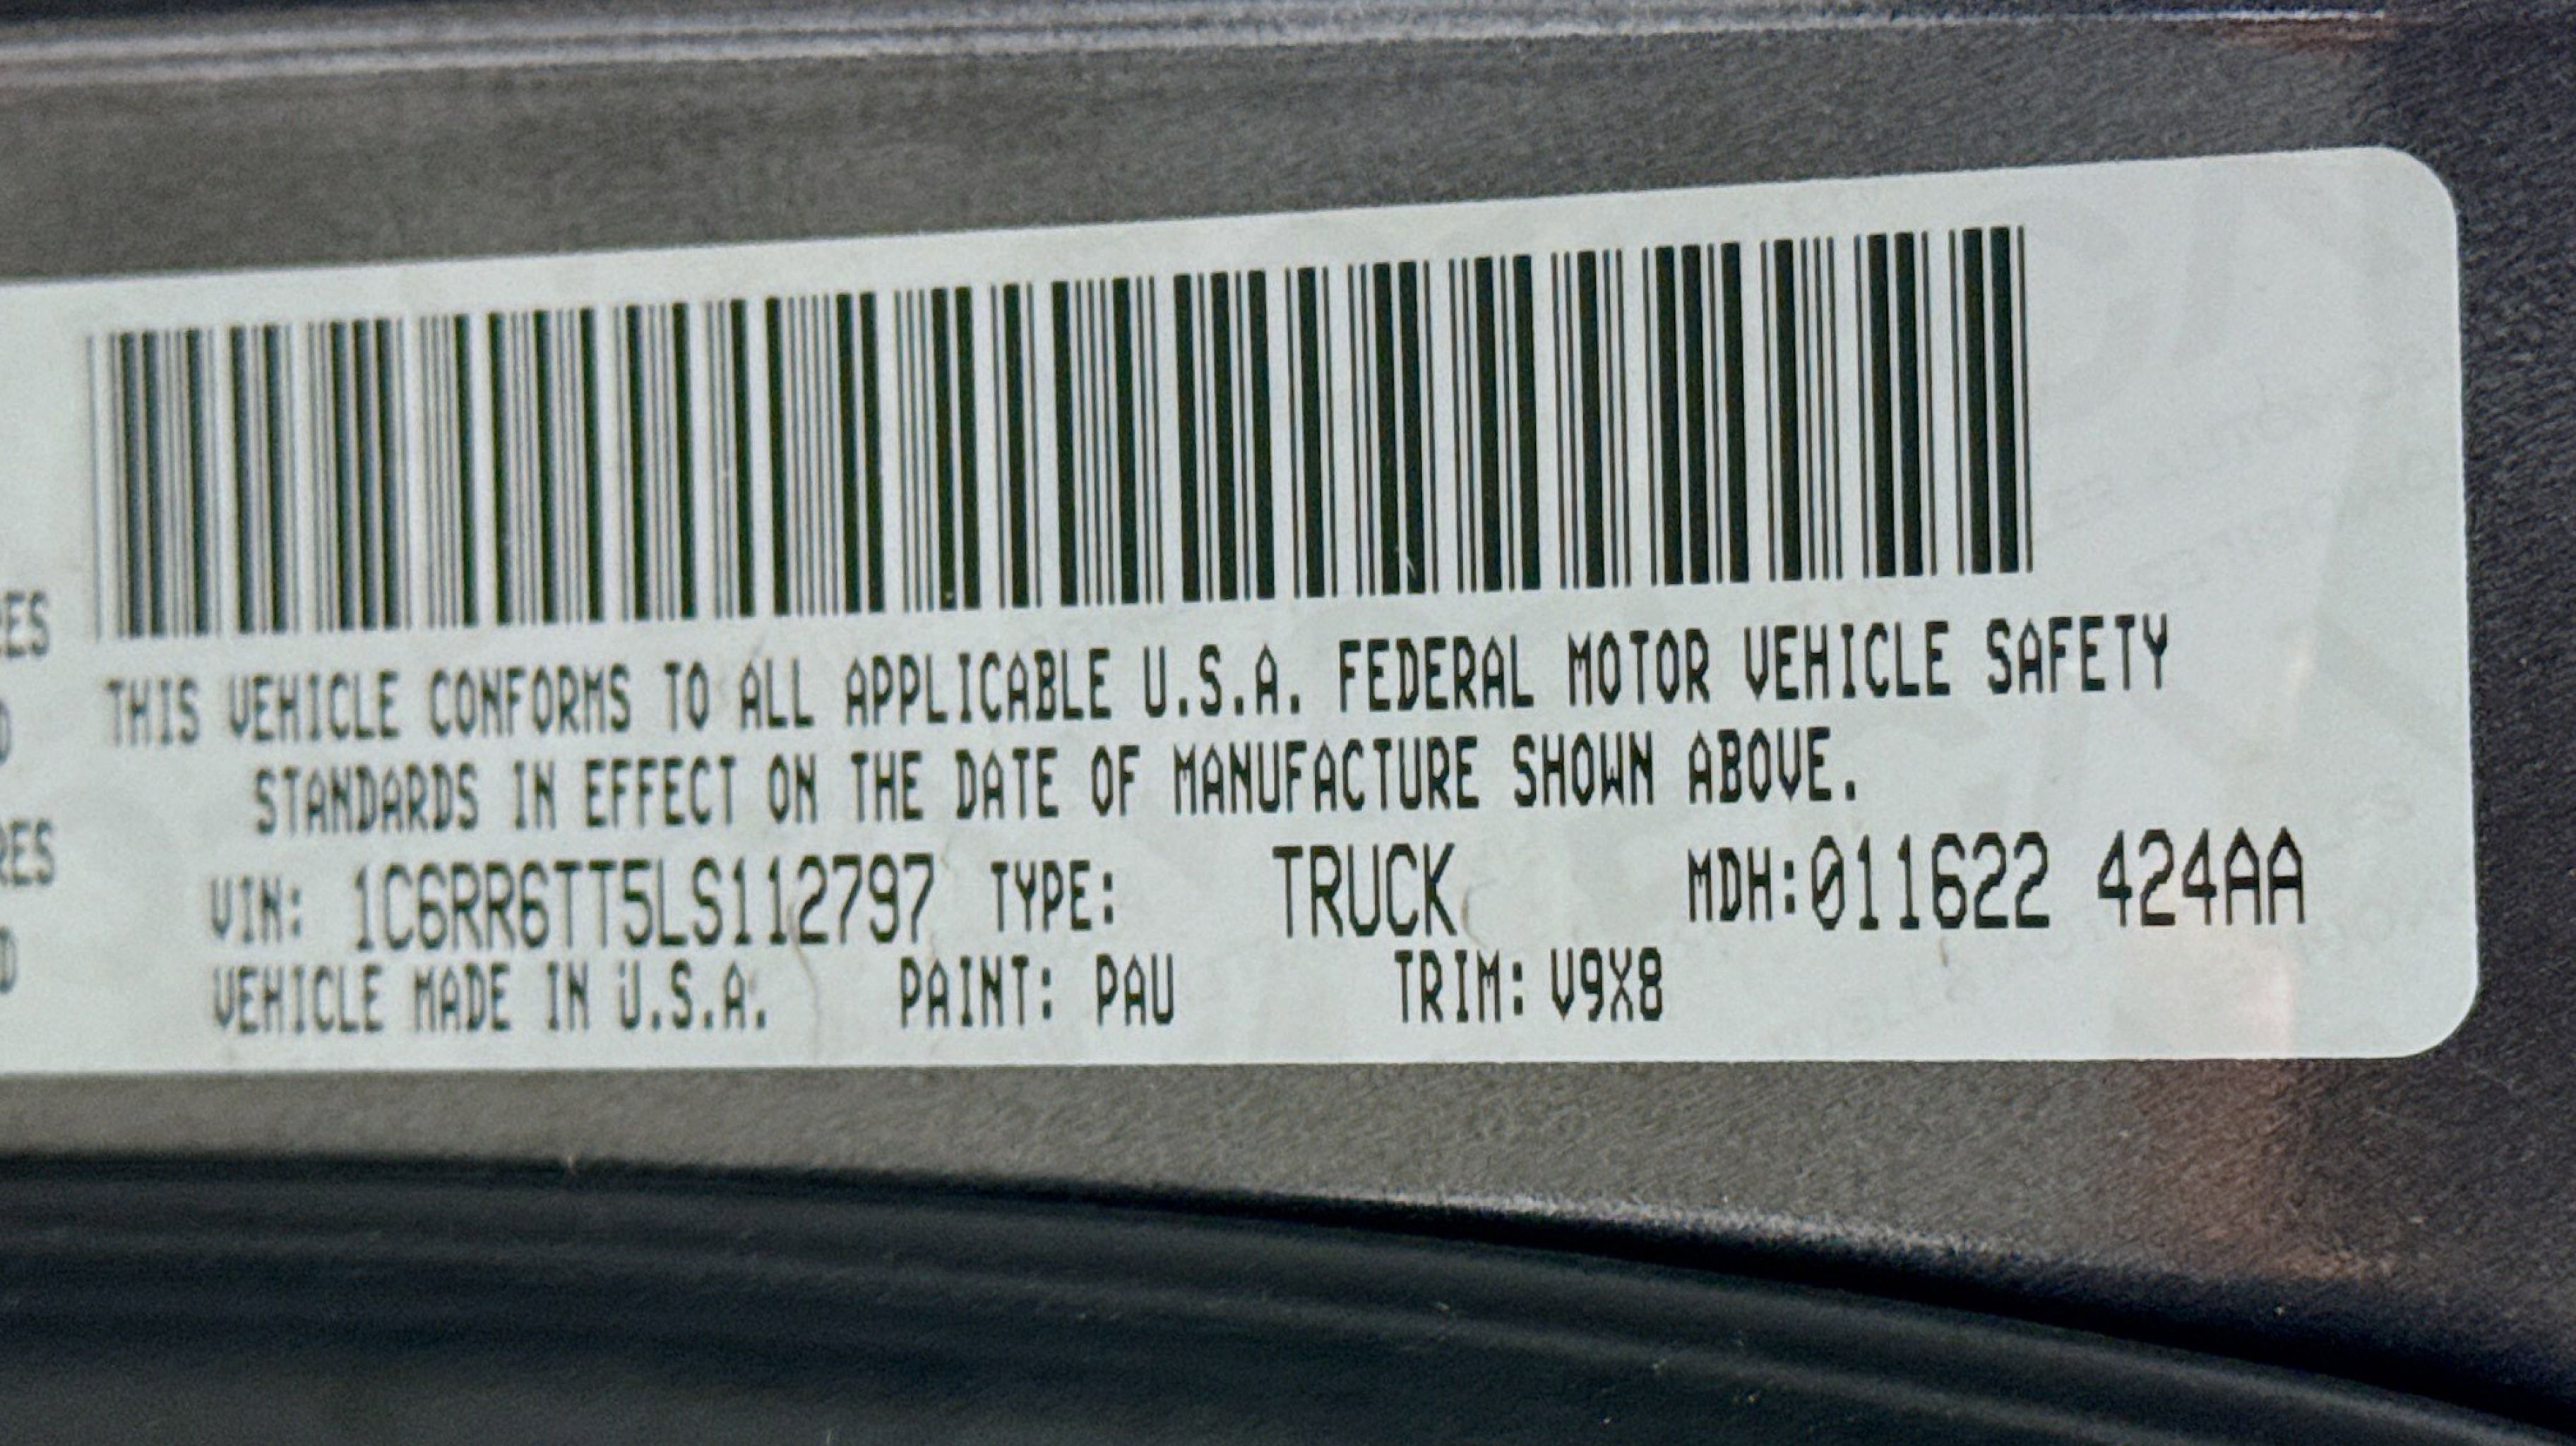 THIS VEHICLE CONFORMS TO ALL APPLICABLE U.S.A. FEDERAL MOTOR VEHICLE SAFETY
STANDARDS IN EFFECT ON THE DATE OF MANUFACTURE SHOWN ABOVE.
VIN: 1C6RR6TT5LS112797 TYPE: TRUCK MDH:011622 424AA
VEHICLE MADE IN U.S.A. PAINT: PAU TRIM: V9X8